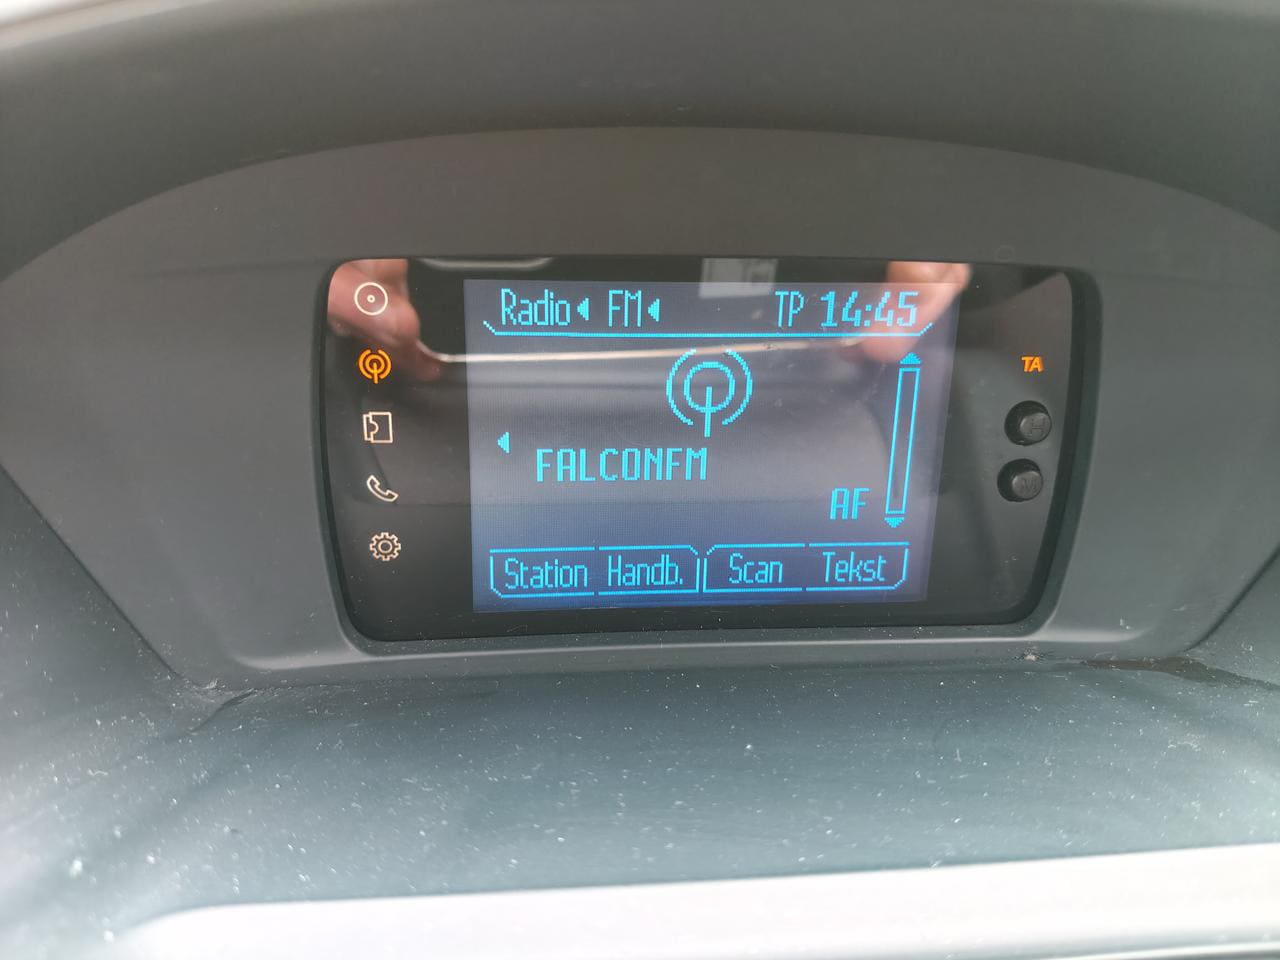 Radio FM TP 14:45
TA
H
FALCONFM
M
AF
Station Handb. Scan Tekst